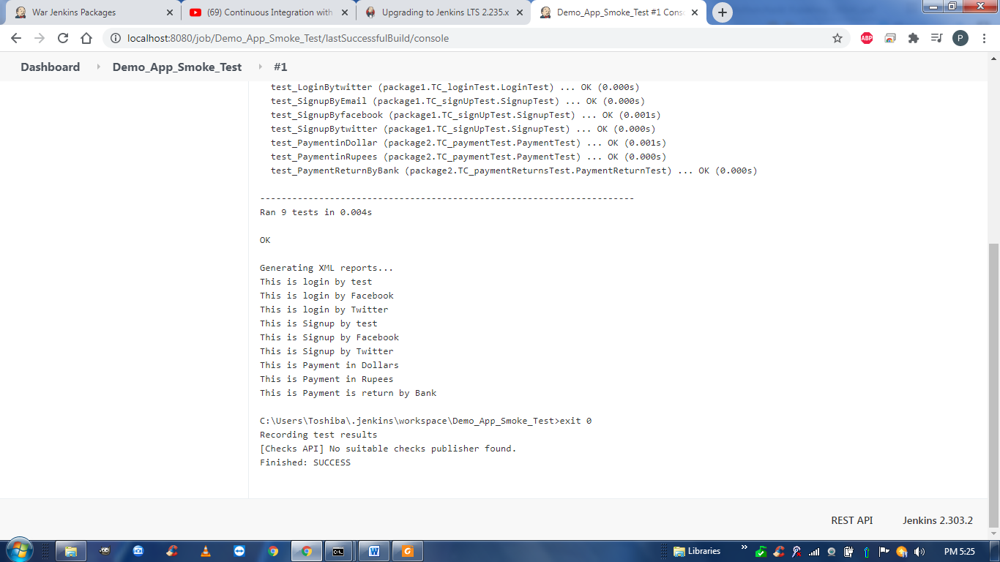 War Jenkins Packages
(69) Continuous Integration with
Upgrading to Jenkins LTS 2.235.x
Demo_App_Smoke_Test #1 Conso
localhost:8080/job/Demo_App_Smoke_Test/lastSuccessfulBuild/console
ABP
P
Dashboard
Demo_App_Smoke_Test
#1
test_LoginBytwitter (package1.TC_loginTest.LoginTest) ... OK (0.000s)
test_SignupByEmail (package1.TC_signUpTest.SignupTest) ... OK (0.000s)
test_SignupByfacebook (package1.TC_signUpTest.SignupTest) ... OK (0.001s)
test_SignupBytwitter (package1.TC_signUpTest.SignupTest) ... OK (0.000s)
test_PaymentinDollar (package2.TC_paymentTest.PaymentTest) ... OK (0.001s)
test_PaymentinRupees (package2.TC_paymentTest.PaymentTest) ... OK (0.000s)
test_PaymentReturnByBank (package2.TC_paymentReturnsTest.PaymentReturnTest) ... OK (0.000s)
----------------------------------------------------------------------
Ran 9 tests in 0.004s
OK
Generating XML reports...
This is login by test
This is login by Facebook
This is login by Twitter
This is Signup by test
This is Signup by Facebook
This is Signup by Twitter
This is Payment in Dollars
This is Payment in Rupees
This is Payment is return by Bank
C:\Users\Toshiba\.jenkins\workspace\Demo_App_Smoke_Test>exit 0
Recording test results
[Checks API] No suitable checks publisher found.
Finished: SUCCESS
REST API
Jenkins 2.303.2
Libraries
PM 5:25